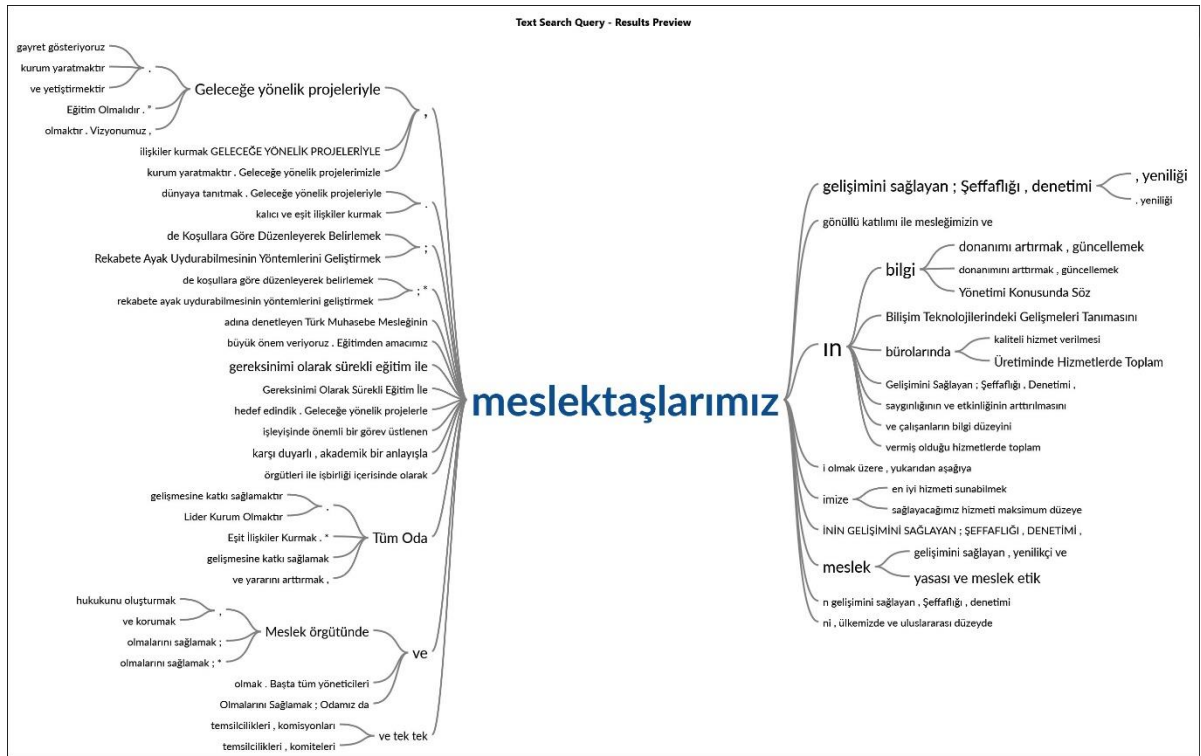 Text Search Query - Results Preview
gayret gösteriyoruz
kurum yaratmaktır
ve yetiştirmektir
.
Eğitim Olmalıdır . *
olmaktır . Vizyonumuz ,
Geleceğe yönelik projeleriyle
ilişkiler kurmak GELECEĞE YÖNELİK PROJELERİYLE
kurum yaratmaktır . Geleceğe yönelik projelerimizle
,
dünyaya tanıtmak . Geleceğe yönelik projeleriyle
kalıcı ve eşit ilişkiler kurmak
.
de Koşullara Göre Düzenleyerek Belirlemek
Rekabete Ayak Uydurabilmesinin Yöntemlerini Geliştirmek
;
de koşullara göre düzenleyerek belirlemek
rekabete ayak uydurabilmesinin yöntemlerini geliştirmek
; *
adına denetleyen Türk Muhasebe Mesleğinin
büyük önem veriyoruz . Eğitimden amacımız
gereksinimi olarak sürekli eğitim ile
Gereksinimi Olarak Sürekli Eğitim İle
hedef edindik . Geleceğe yönelik projelerle
işleyişinde önemli bir görev üstlenen
karşı duyarlı , akademik bir anlayışla
örgütleri ile işbirliği içerisinde olarak
gelişmesine katkı sağlamaktır
Lider Kurum Olmaktır
.
Eşit İlişkiler Kurmak . *
gelişmesine katkı sağlamak
ve yararını arttırmak ,
Tüm Oda
hukukunu oluşturmak
ve korumak
,
olmalarını sağlamak ;
olmalarını sağlamak ; *
Meslek örgütünde
olmak . Başta tüm yöneticileri
Olmalarını Sağlamak ; Odamız da
ve
temsilcilikleri , komisyonları
temsilcilikleri , komiteleri
ve tek tek
meslektaşlarımız
gelişimini sağlayan ; Şeffaflığı , denetimi
, yeniliği
. yeniliği
gönüllü katılımı ile mesleğimizin ve
ın
bilgi
donanımı artırmak , güncellemek
donanımını arttırmak , güncellemek
Yönetimi Konusunda Söz
Bilişim Teknolojilerindeki Gelişmeleri Tanımasını
bürolarında
kaliteli hizmet verilmesi
Üretiminde Hizmetlerde Toplam
Gelişimini Sağlayan ; Şeffaflığı , Denetimi ,
saygınlığının ve etkinliğinin arttırılmasını
ve çalışanların bilgi düzeyini
vermiş olduğu hizmetlerde toplam
i olmak üzere , yukarıdan aşağıya
imize
en iyi hizmeti sunabilmek
sağlayacağımız hizmeti maksimum düzeye
İNİN GELİŞİMİNİ SAĞLAYAN ; ŞEFFAFLIĞI , DENETİMİ ,
meslek
gelişimini sağlayan , yenilikçi ve
yasası ve meslek etik
n gelişimini sağlayan , Şeffaflığı , denetimi
ni , ülkemizde ve uluslararası düzeyde